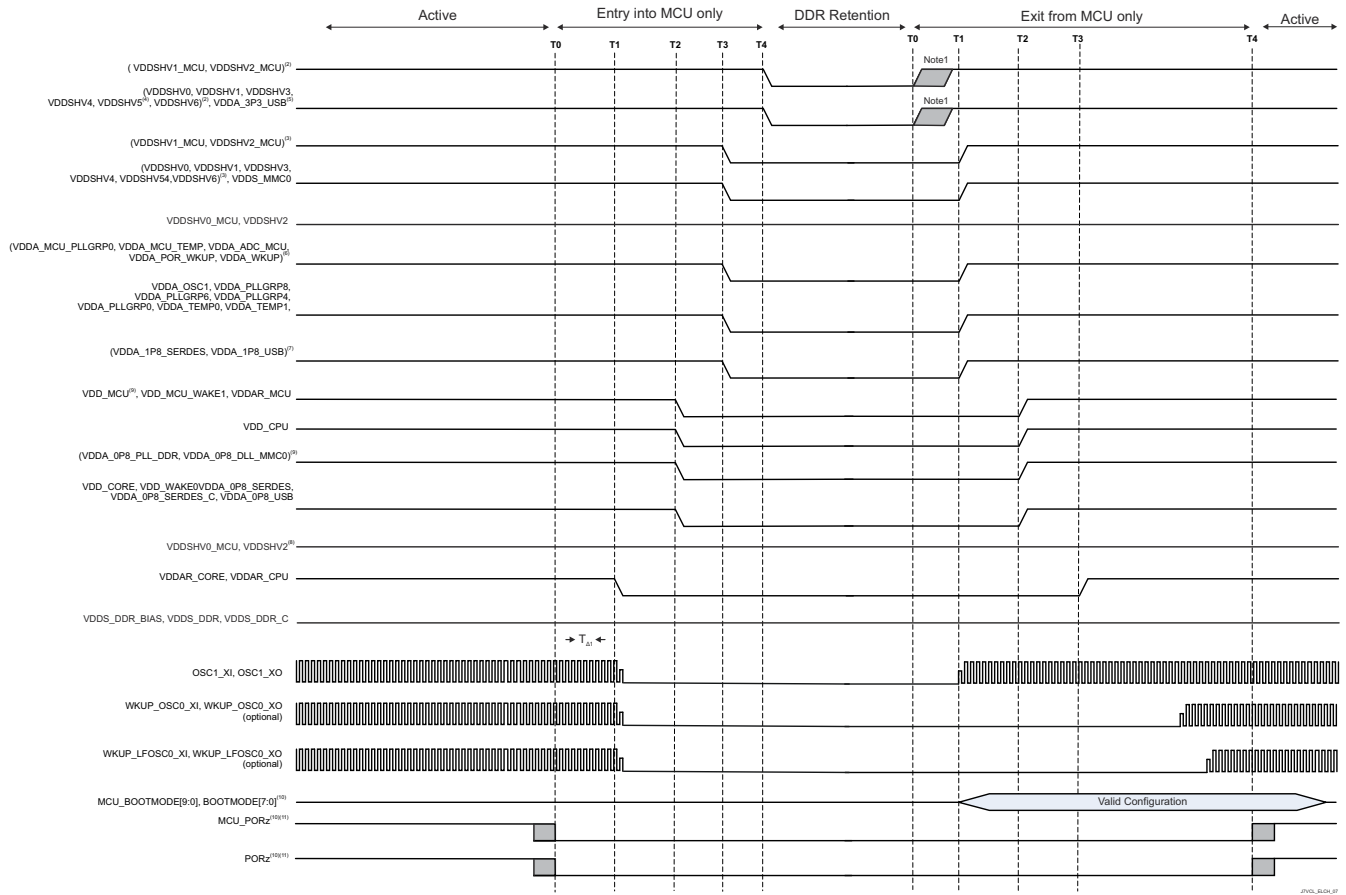 Active Entry into MCU only DDR Retention Exit from MCU only Active
T0 T1 T2 T3 T4 T0 T1 T2 T3 T4
( VDDSHV1_MCU, VDDSHV2_MCU)(2)
Note1
(VDDSHV0, VDDSHV1, VDDSHV3,
VDDSHV4, VDDSHV5(4), VDDSHV6)(2), VDDA_3P3_USB(5)
Note1
(VDDSHV1_MCU, VDDSHV2_MCU)(3)
(VDDSHV0, VDDSHV1, VDDSHV3,
VDDSHV4, VDDSHV54,VDDSHV6)(3), VDDS_MMC0
VDDSHV0_MCU, VDDSHV2
(VDDA_MCU_PLLGRP0, VDDA_MCU_TEMP, VDDA_ADC_MCU,
VDDA_POR_WKUP, VDDA_WKUP)(6)
VDDA_OSC1, VDDA_PLLGRP8,
VDDA_PLLGRP6, VDDA_PLLGRP4,
VDDA_PLLGRP0, VDDA_TEMP0, VDDA_TEMP1,
(VDDA_1P8_SERDES, VDDA_1P8_USB)(7)
VDD_MCU(9), VDD_MCU_WAKE1, VDDAR_MCU
VDD_CPU
(VDDA_0P8_PLL_DDR, VDDA_0P8_DLL_MMC0)(9)
VDD_CORE, VDD_WAKE0VDDA_0P8_SERDES,
VDDA_0P8_SERDES_C, VDDA_0P8_USB
VDDSHV0_MCU, VDDSHV2(8)
VDDAR_CORE, VDDAR_CPU
VDDS_DDR_BIAS, VDDS_DDR, VDDS_DDR_C
TΔ1
OSC1_XI, OSC1_XO
WKUP_OSC0_XI, WKUP_OSC0_XO
(optional)
WKUP_LFOSC0_XI, WKUP_LFOSC0_XO
(optional)
MCU_BOOTMODE[9:0], BOOTMODE[7:0](10)
Valid Configuration
MCU_PORz(10)(11)
PORz(10)(11)
J7VCL_ELCH_07